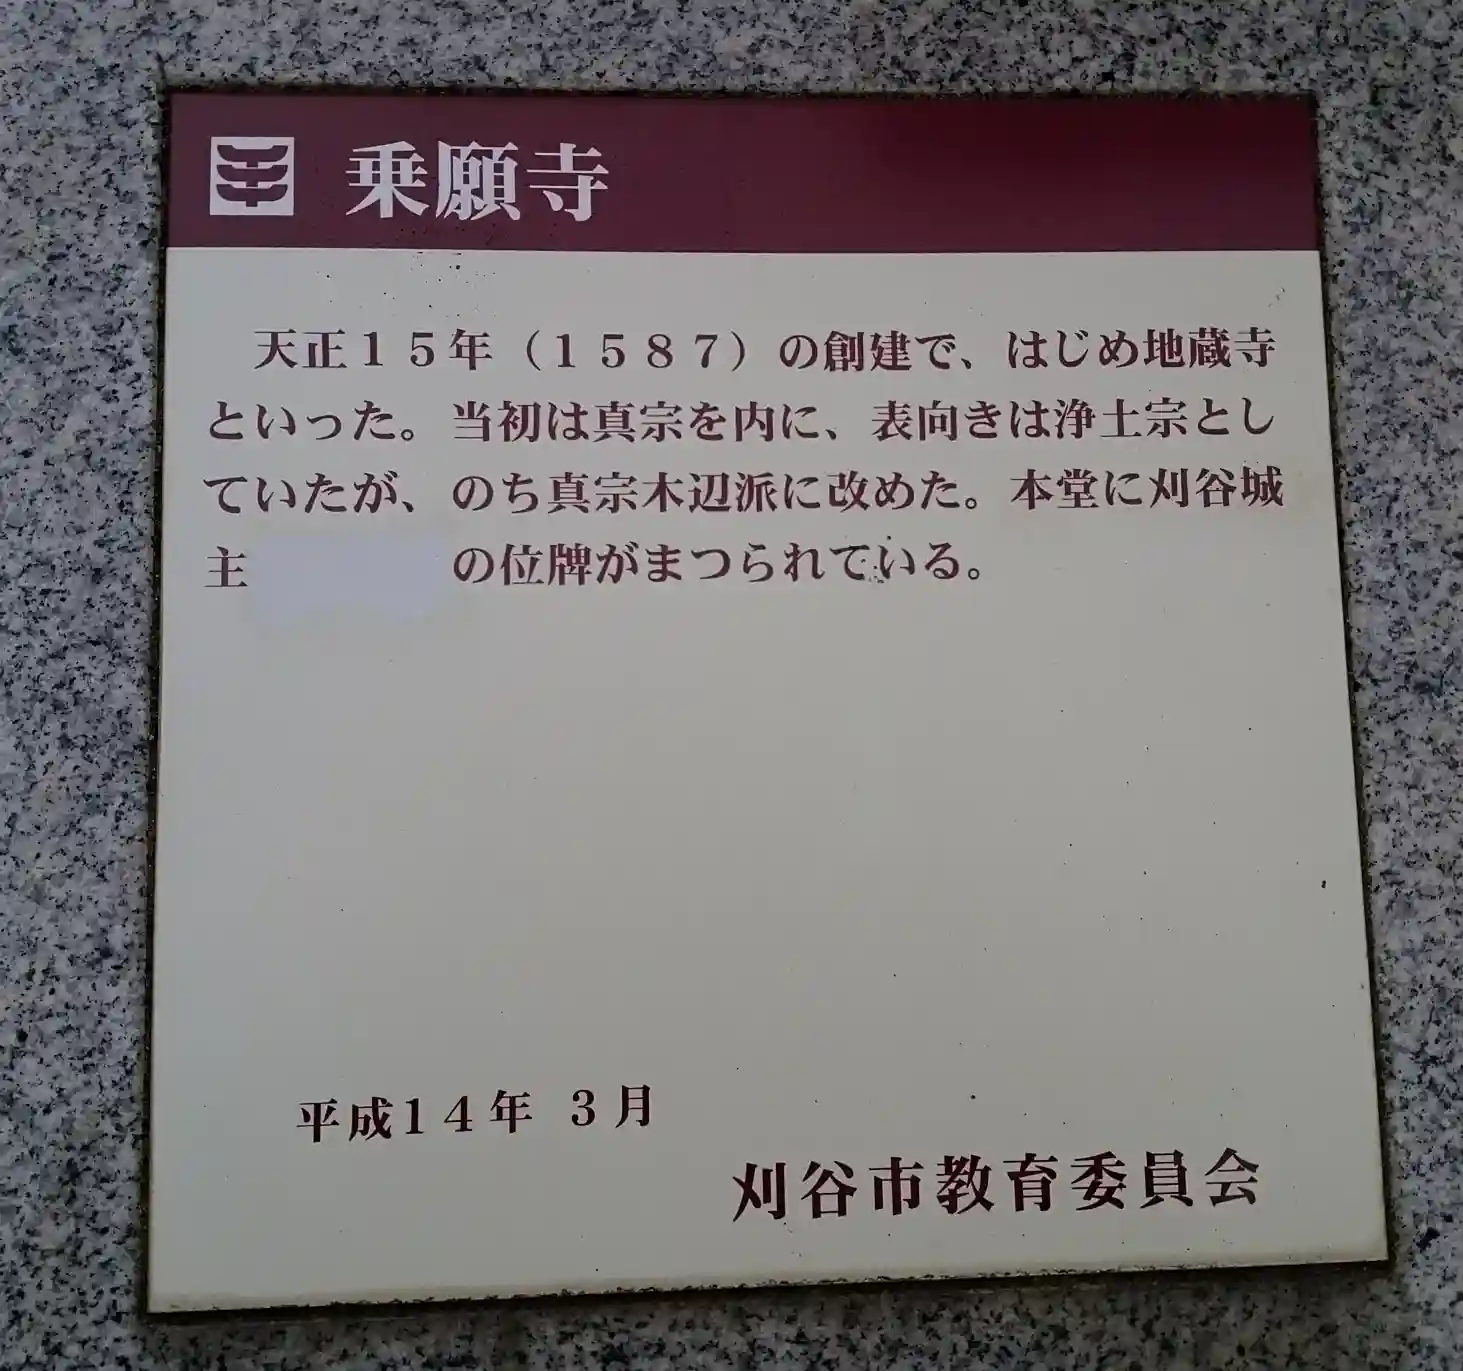 乗願寺
天正１５年（１５８７）の創建で、はじめ地蔵寺
といった。当初は真宗を内に、表向きは浄土宗とし
ていたが、のち真宗木辺派に改めた。本堂に刈谷城
主　　　　の位牌がまつられている。
平成１４年 ３月
刈谷市教育委員会